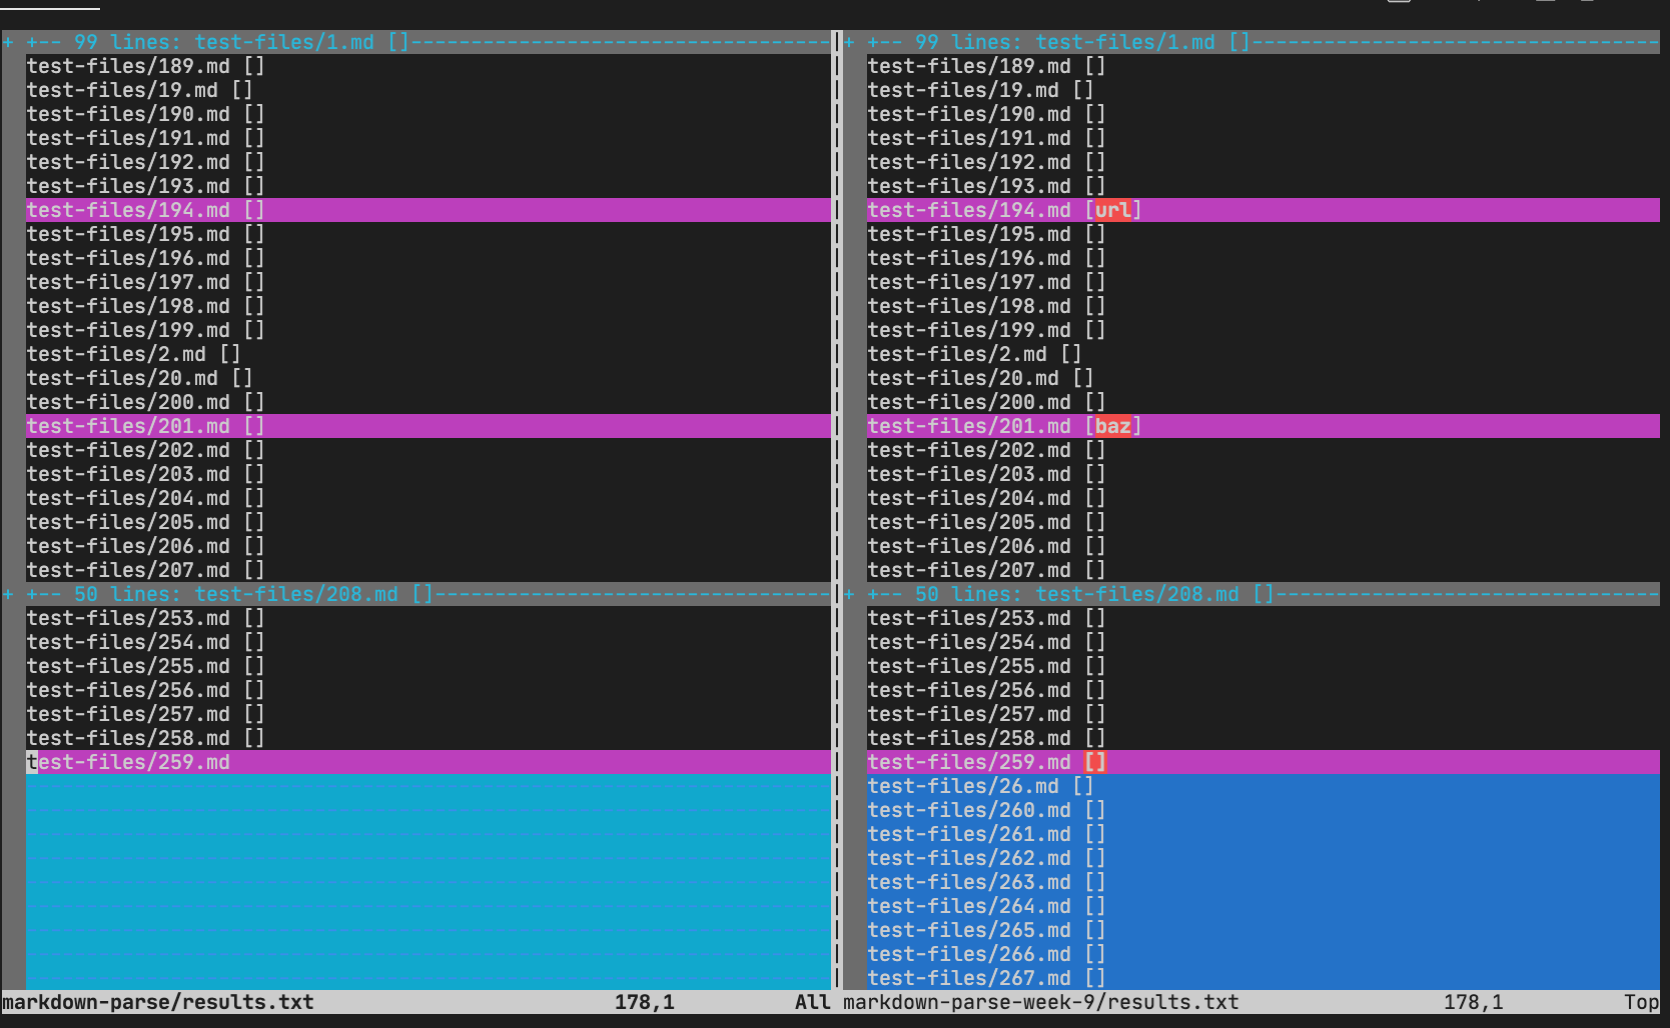 + +-- 99 lines: test-files/1.md []-----------------------------------
test-files/189.md []
test-files/19.md []
test-files/190.md []
test-files/191.md []
test-files/192.md []
test-files/193.md []
test-files/194.md []
test-files/195.md []
test-files/196.md []
test-files/197.md []
test-files/198.md []
test-files/199.md []
test-files/2.md []
test-files/20.md []
test-files/200.md []
test-files/201.md []
test-files/202.md []
test-files/203.md []
test-files/204.md []
test-files/205.md []
test-files/206.md []
test-files/207.md []
+ +-- 50 lines: test-files/208.md []---------------------------------
test-files/253.md []
test-files/254.md []
test-files/255.md []
test-files/256.md []
test-files/257.md []
test-files/258.md []
test-files/259.md
markdown-parse/results.txt 178,1 All
+ +-- 99 lines: test-files/1.md []----------------------------------
test-files/189.md []
test-files/19.md []
test-files/190.md []
test-files/191.md []
test-files/192.md []
test-files/193.md []
test-files/194.md [url]
test-files/195.md []
test-files/196.md []
test-files/197.md []
test-files/198.md []
test-files/199.md []
test-files/2.md []
test-files/20.md []
test-files/200.md []
test-files/201.md [baz]
test-files/202.md []
test-files/203.md []
test-files/204.md []
test-files/205.md []
test-files/206.md []
test-files/207.md []
+ +-- 50 lines: test-files/208.md []--------------------------------
test-files/253.md []
test-files/254.md []
test-files/255.md []
test-files/256.md []
test-files/257.md []
test-files/258.md []
test-files/259.md []
test-files/26.md []
test-files/260.md []
test-files/261.md []
test-files/262.md []
test-files/263.md []
test-files/264.md []
test-files/265.md []
test-files/266.md []
test-files/267.md []
markdown-parse-week-9/results.txt 178,1 Top